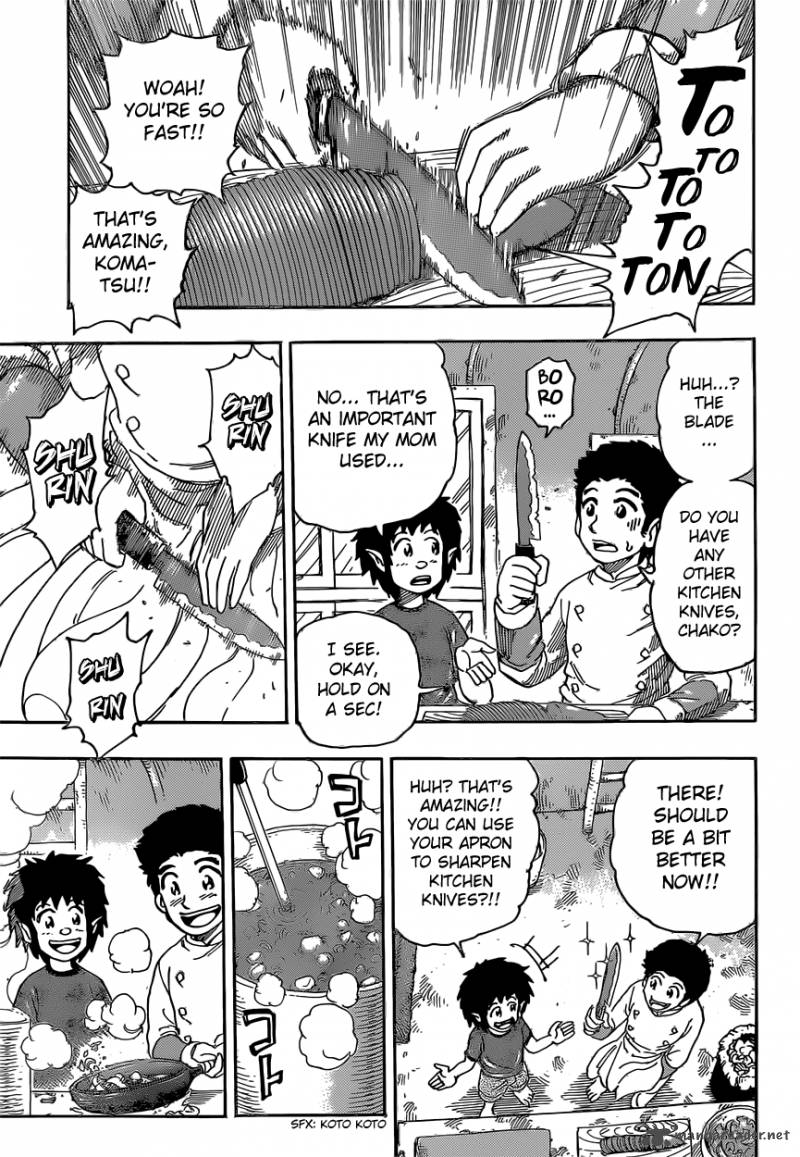 TO
TO
TO
TO
TON
WOAH!
YOU'RE SO
FAST!!
THAT'S
AMAZING,
KOMA-
TSU!!
HUH...?
THE
BLADE
...
DO YOU
HAVE
ANY
OTHER
KITCHEN
KNIVES,
CHAKO?
BO
RO
...
NO... THAT'S
AN IMPORTANT
KNIFE MY MOM
USED...
I SEE.
OKAY,
HOLD ON
A SEC!
SHU
RIN
SHU
RIN
SHU
RIN
THERE!
SHOULD
BE A BIT
BETTER
NOW!!
HUH? THAT'S
AMAZING!!
YOU CAN USE
YOUR APRON
TO SHARPEN
KITCHEN
KNIVES?!!
コト
コト
SFX: KOTO KOTO
mangareader.net